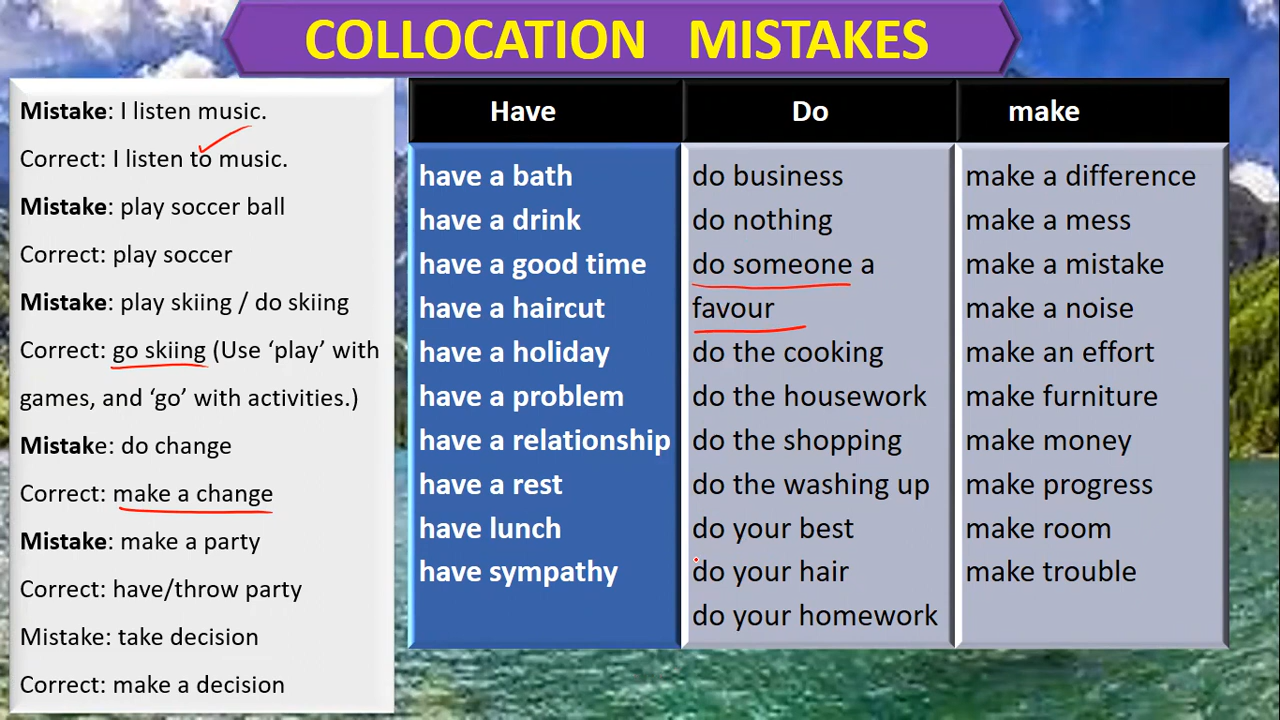 COLLOCATION MISTAKES
Mistake: I listen music.
Correct: I listen to music.
Mistake: play soccer ball
Correct: play soccer
Mistake: play skiing / do skiing
Correct: go skiing (Use ‘play’ with
games, and ‘go’ with activities.)
Mistake: do change
Correct: make a change
Mistake: make a party
Correct: have/throw party
Mistake: take decision
Correct: make a decision
Have
have a bath
have a drink
have a good time
have a haircut
have a holiday
have a problem
have a relationship
have a rest
have lunch
have sympathy
Do
do business
do nothing
do someone a
favour
do the cooking
do the housework
do the shopping
do the washing up
do your best
do your hair
do your homework
make
make a difference
make a mess
make a mistake
make a noise
make an effort
make furniture
make money
make progress
make room
make trouble